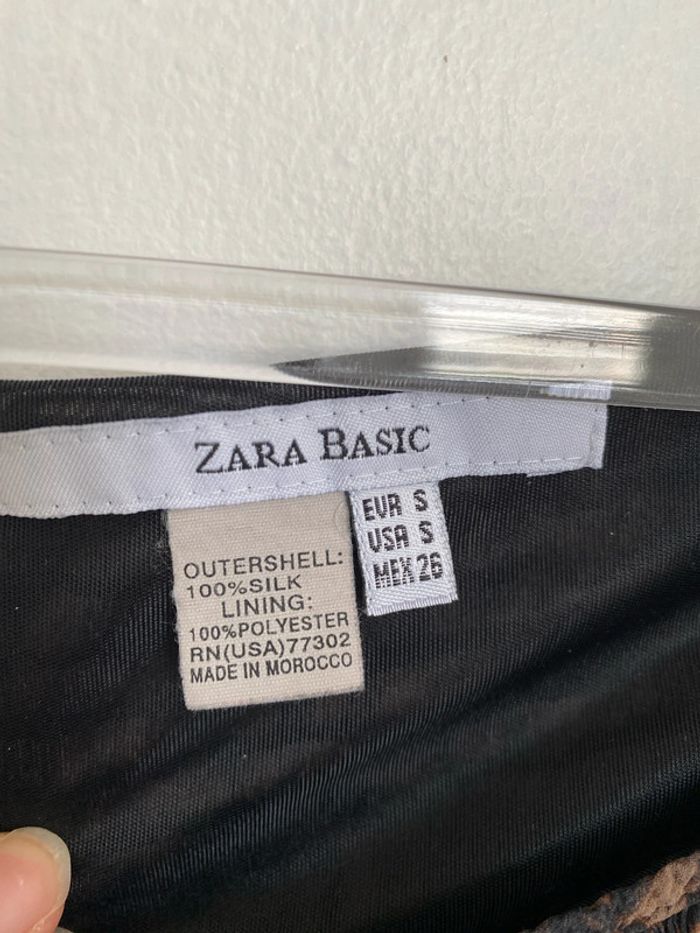 ZARA BASIC
EUR S
USA S
MEX 26
OUTERSHELL:
100%SILK
LINING:
100%POLYESTER
RN(USA)77302
MADE IN MOROCCO